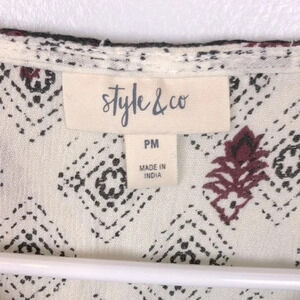 style & co
PM
MADE IN
INDIA